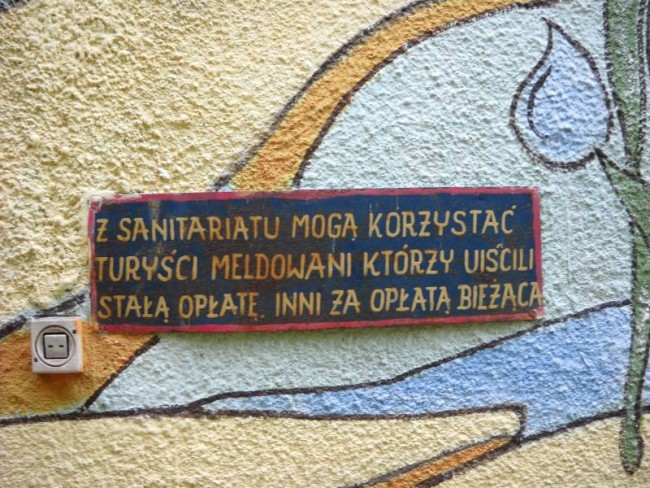 Z SANITARIATU MOGĄ KORZYSTAĆ
TURYŚCI MELDOWANI KTÓRZY UIŚCILI
STAŁĄ OPŁATĘ. INNI ZA OPŁATĄ BIEŻĄCĄ